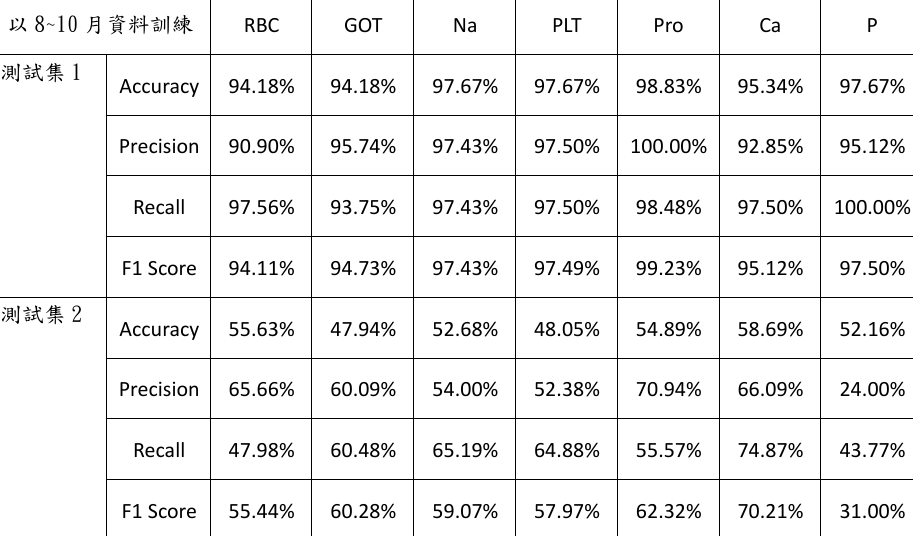 以 8~10 月資料訓練 RBC GOT Na PLT Pro Ca P
測試集 1 Accuracy 94.18% 94.18% 97.67% 97.67% 98.83% 95.34% 97.67%
Precision 90.90% 95.74% 97.43% 97.50% 100.00% 92.85% 95.12%
Recall 97.56% 93.75% 97.43% 97.50% 98.48% 97.50% 100.00%
F1 Score 94.11% 94.73% 97.43% 97.49% 99.23% 95.12% 97.50%
測試集 2 Accuracy 55.63% 47.94% 52.68% 48.05% 54.89% 58.69% 52.16%
Precision 65.66% 60.09% 54.00% 52.38% 70.94% 66.09% 24.00%
Recall 47.98% 60.48% 65.19% 64.88% 55.57% 74.87% 43.77%
F1 Score 55.44% 60.28% 59.07% 57.97% 62.32% 70.21% 31.00%